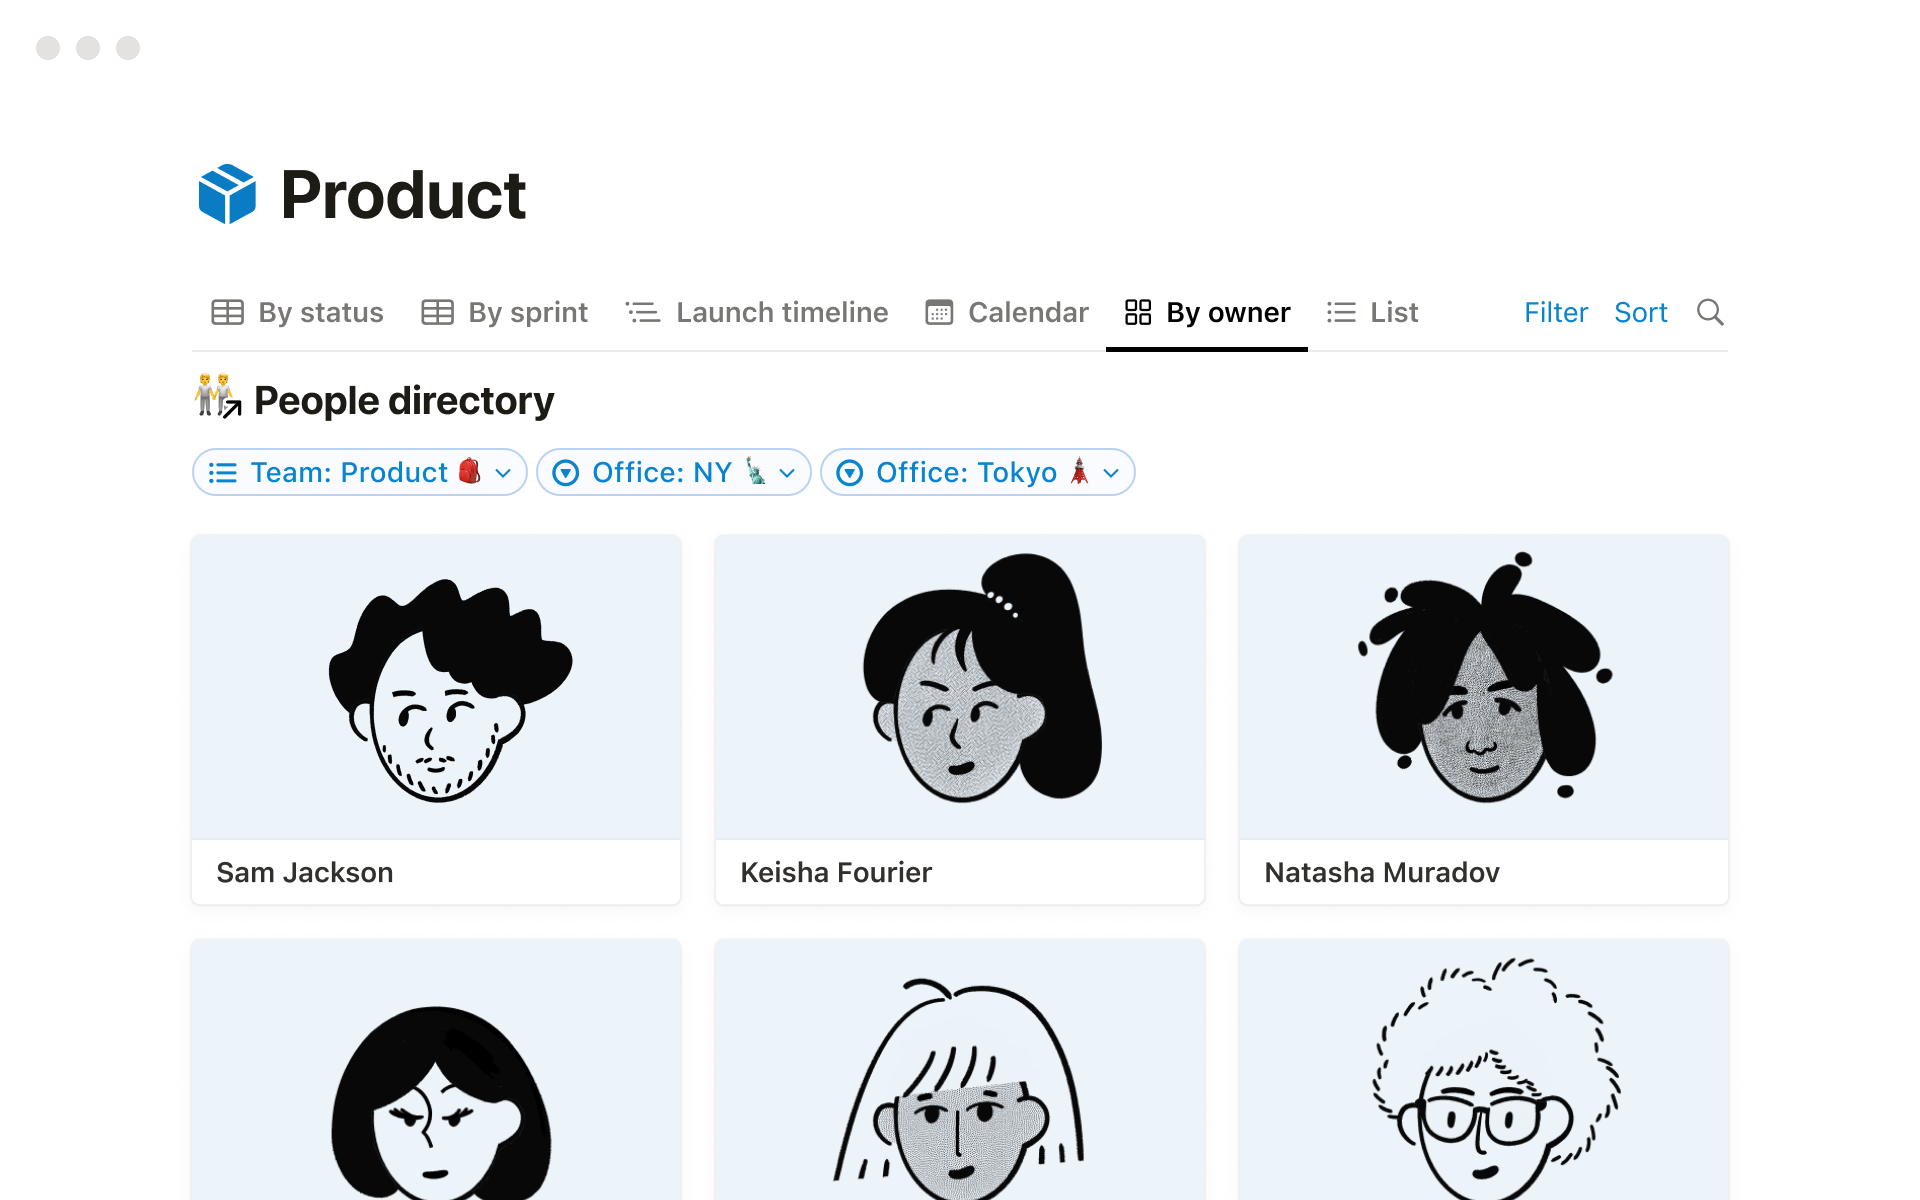 Product
By status By sprint Launch timeline Calendar By owner List Filter Sort
People directory
Team: Product 🎒 Office: NY 🗽 Office: Tokyo 🗼
Sam Jackson Keisha Fourier Natasha Muradov